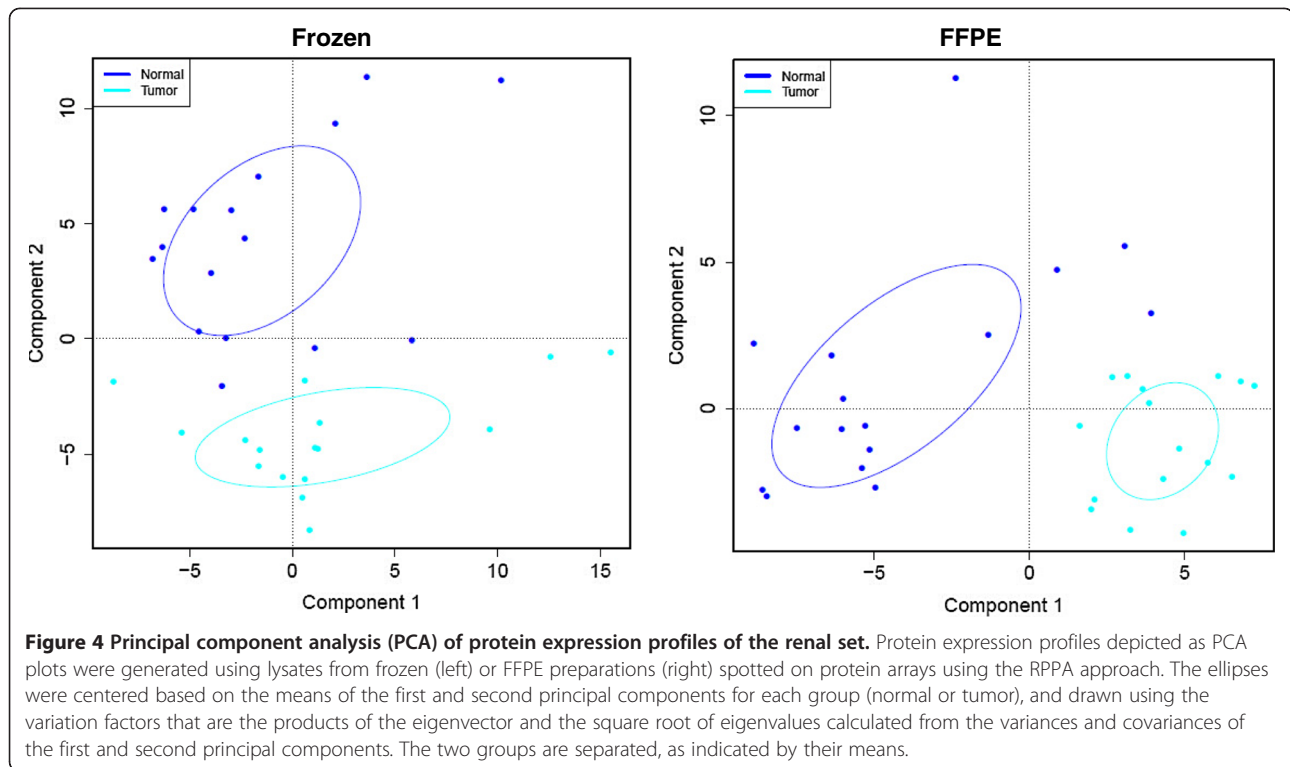 Frozen
Normal
Tumor
10
5
0
−5
Component 2
−5
0
5
10
15
Component 1
FFPE
Normal
Tumor
10
5
0
Component 2
−5
0
5
Component 1
Figure 4 Principal component analysis (PCA) of protein expression profiles of the renal set. Protein expression profiles depicted as PCA
plots were generated using lysates from frozen (left) or FFPE preparations (right) spotted on protein arrays using the RPPA approach. The ellipses
were centered based on the means of the first and second principal components for each group (normal or tumor), and drawn using the
variation factors that are the products of the eigenvector and the square root of eigenvalues calculated from the variances and covariances of
the first and second principal components. The two groups are separated, as indicated by their means.